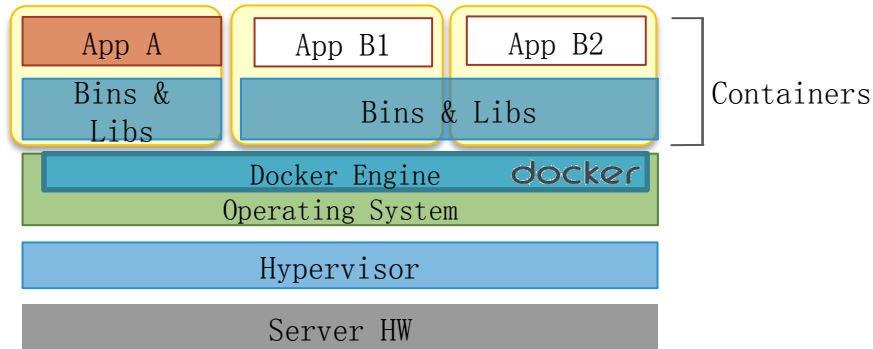 App A
App B1
App B2
Bins &
Libs
Bins & Libs
Containers
Docker Engine
docker
Operating System
Hypervisor
Server HW